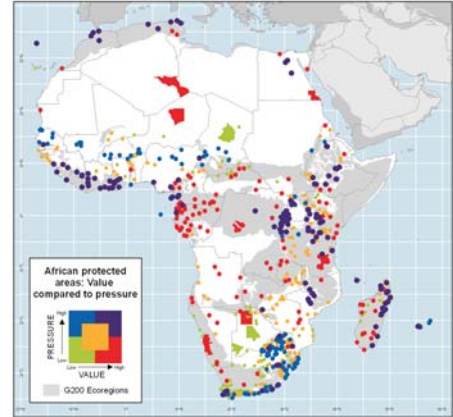 African protected
areas: Value
compared to pressure
High
PRESSURE
Low
Low
High
VALUE
G200 Ecoregions